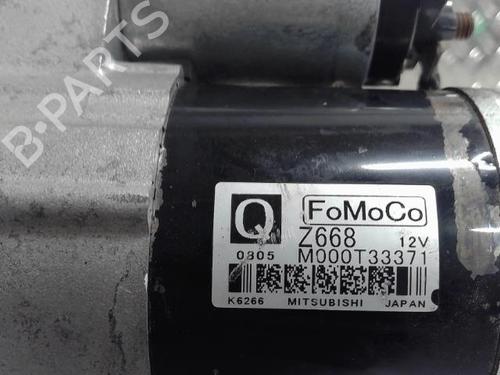 B-PARTS
Q FoMoCo
Z668 12V
0805 M000T33371
K6266 MITSUBISHI JAPAN